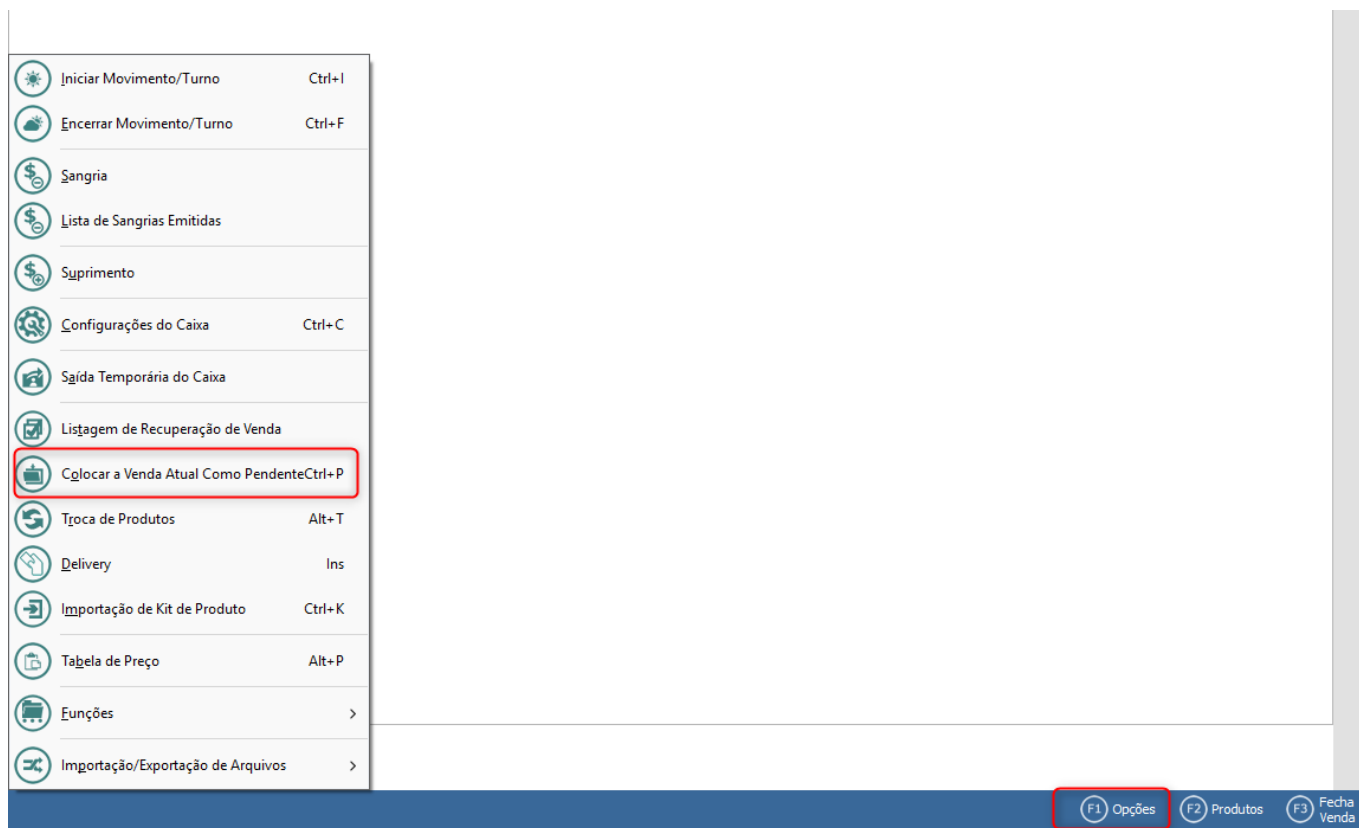 Iniciar Movimento/Turno Ctrl+I
Encerrar Movimento/Turno Ctrl+F
Sangria
Lista de Sangrias Emitidas
Suprimento
Configurações do Caixa Ctrl+C
Saída Temporária do Caixa
Listagem de Recuperação de Venda
Colocar a Venda Atual Como PendenteCtrl+P
Troca de Produtos Alt+T
Delivery Ins
Importação de Kit de Produto Ctrl+K
Tabela de Preço Alt+P
Funções
Importação/Exportação de Arquivos
F1 Opções F2 Produtos F3 Fecha
Venda